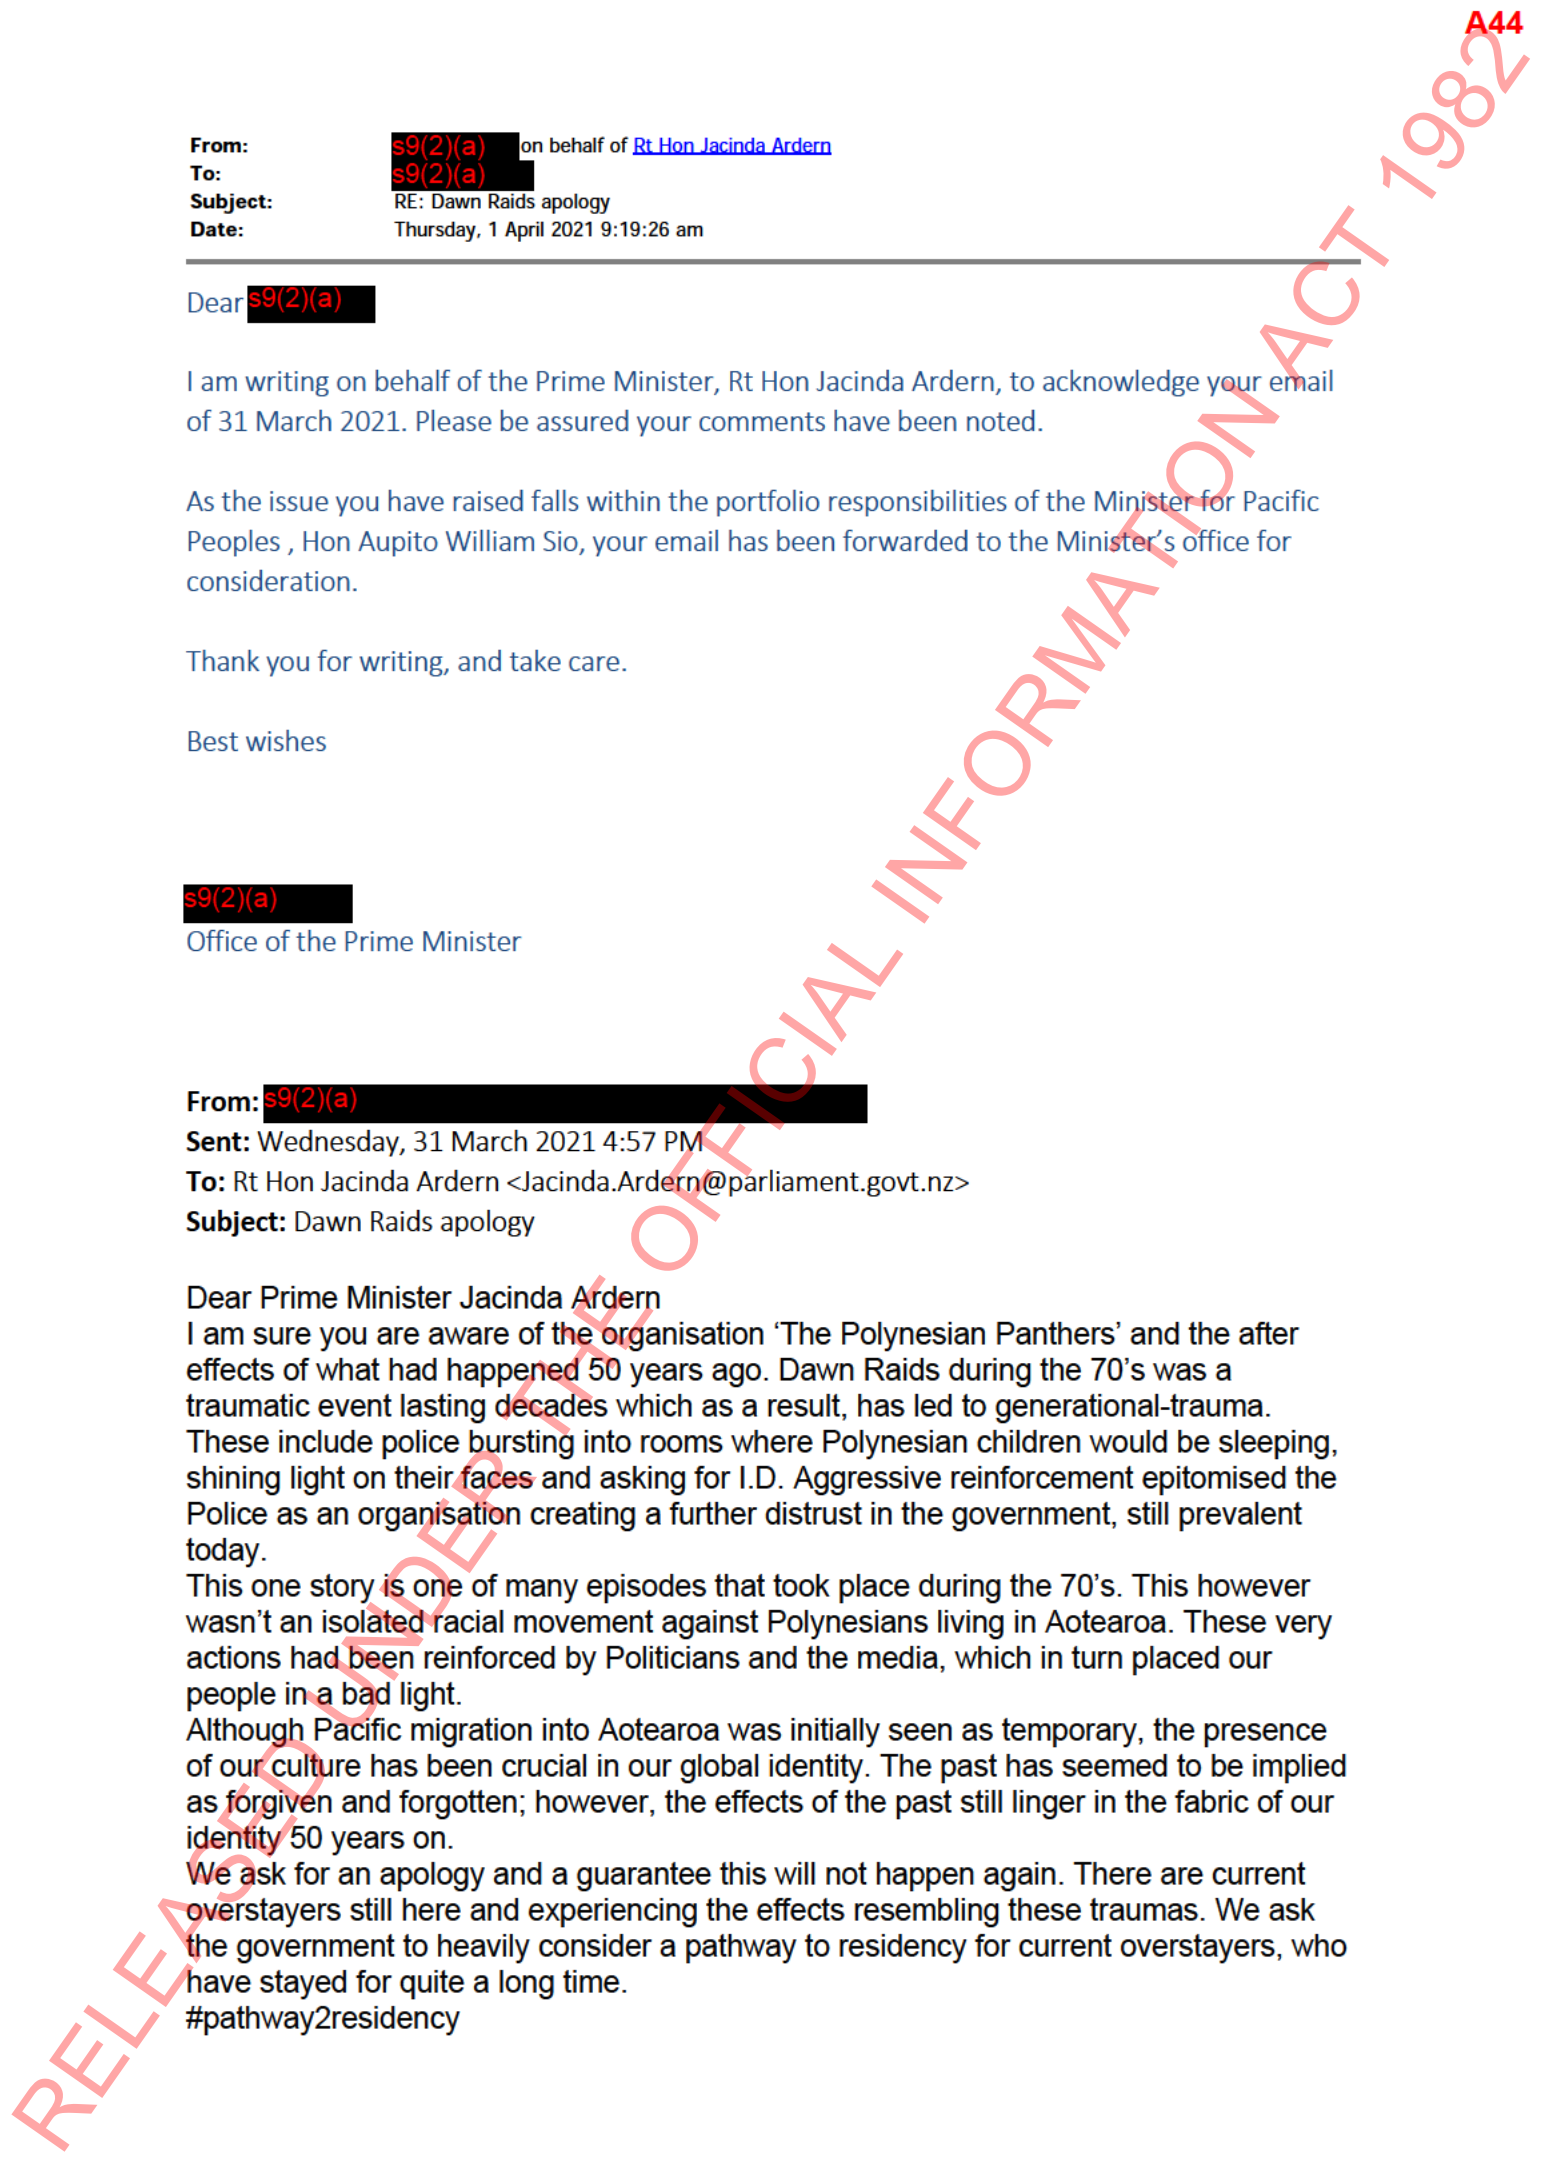 A44
From: s9(2)(a) on behalf of Rt Hon Jacinda Ardern
To: s9(2)(a)
Subject: RE: Dawn Raids apology
Date: Thursday, 1 April 2021 9:19:26 am
Dear s9(2)(a)
I am writing on behalf of the Prime Minister, Rt Hon Jacinda Ardern, to acknowledge your email
of 31 March 2021. Please be assured your comments have been noted.
As the issue you have raised falls within the portfolio responsibilities of the Minister for Pacific
Peoples , Hon Aupito William Sio, your email has been forwarded to the Minister’s office for
consideration.
Thank you for writing, and take care.
Best wishes
s9(2)(a)
Office of the Prime Minister
From: s9(2)(a)
Sent: Wednesday, 31 March 2021 4:57 PM
To: Rt Hon Jacinda Ardern <Jacinda.Ardern@parliament.govt.nz>
Subject: Dawn Raids apology
Dear Prime Minister Jacinda Ardern
I am sure you are aware of the organisation ‘The Polynesian Panthers’ and the after
effects of what had happened 50 years ago. Dawn Raids during the 70’s was a
traumatic event lasting decades which as a result, has led to generational-trauma.
These include police bursting into rooms where Polynesian children would be sleeping,
shining light on their faces and asking for I.D. Aggressive reinforcement epitomised the
Police as an organisation creating a further distrust in the government, still prevalent
today.
This one story is one of many episodes that took place during the 70’s. This however
wasn’t an isolated racial movement against Polynesians living in Aotearoa. These very
actions had been reinforced by Politicians and the media, which in turn placed our
people in a bad light.
Although Pacific migration into Aotearoa was initially seen as temporary, the presence
of our culture has been crucial in our global identity. The past has seemed to be implied
as forgiven and forgotten; however, the effects of the past still linger in the fabric of our
identity 50 years on.
We ask for an apology and a guarantee this will not happen again. There are current
overstayers still here and experiencing the effects resembling these traumas. We ask
the government to heavily consider a pathway to residency for current overstayers, who
have stayed for quite a long time.
#pathway2residency
RELEASED UNDER THE OFFICIAL INFORMATION ACT 1982